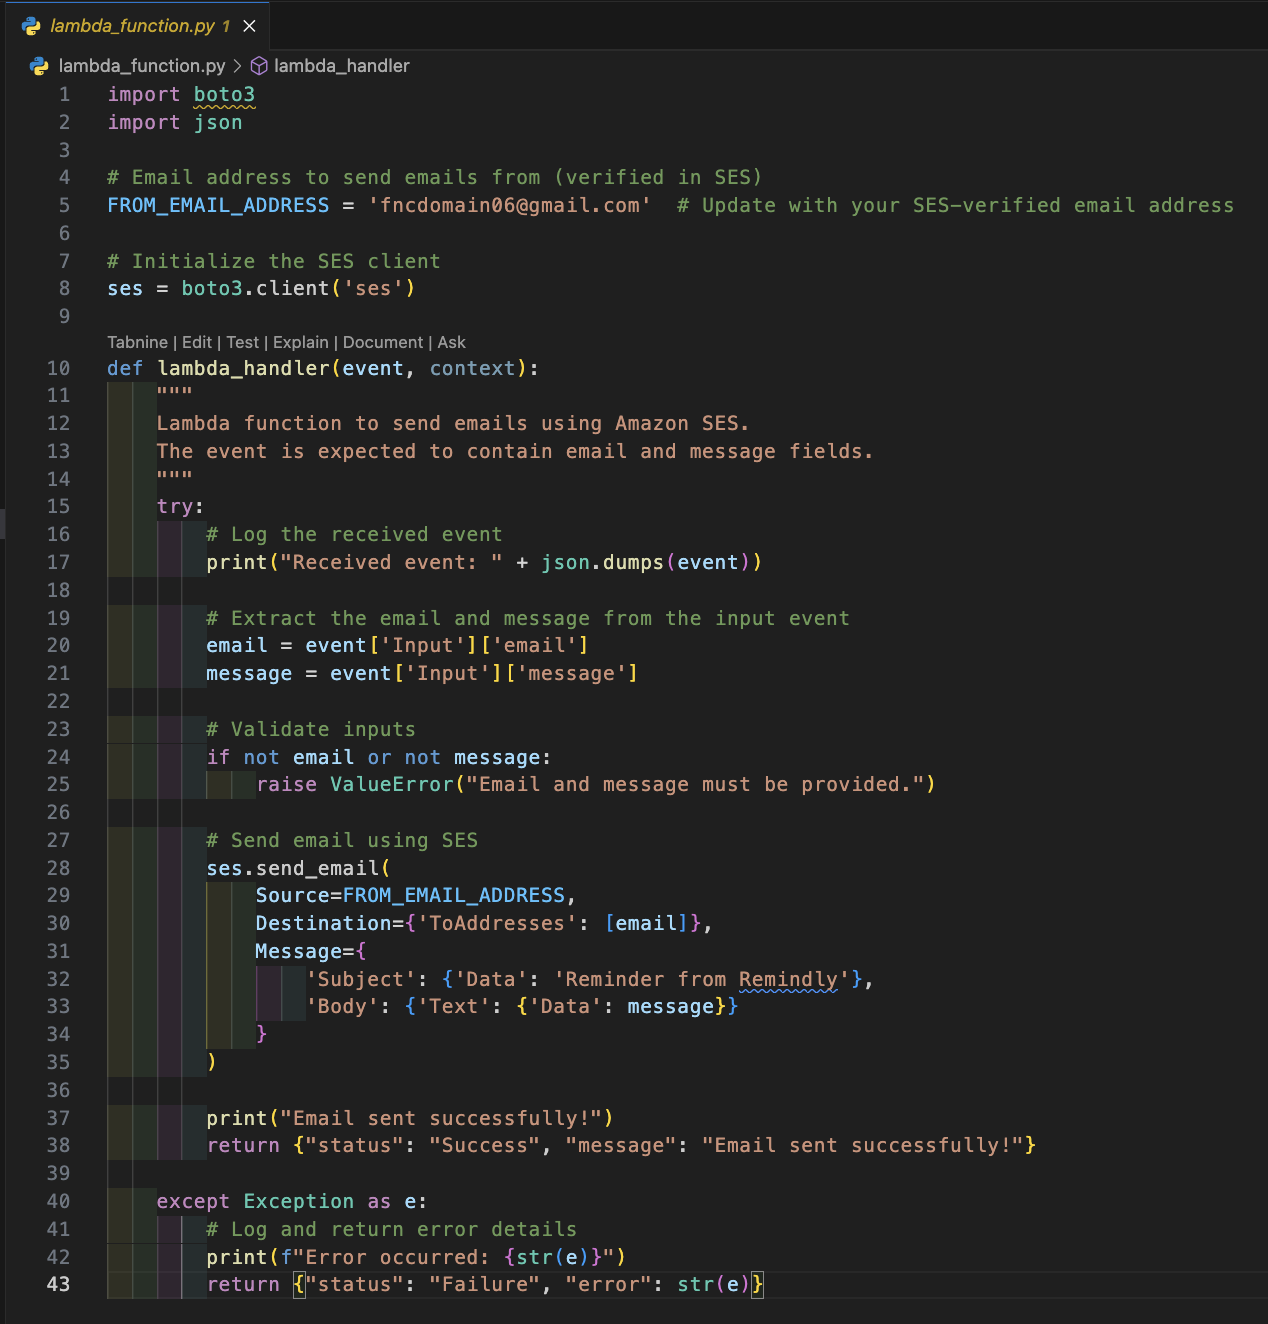 lambda_function.py 1 ×
lambda_function.py > lambda_handler
1 import boto3
2 import json
3
4 # Email address to send emails from (verified in SES)
5 FROM_EMAIL_ADDRESS = 'fncdomain06@gmail.com'  # Update with your SES-verified email address
6
7 # Initialize the SES client
8 ses = boto3.client('ses')
9
Tabnine | Edit | Test | Explain | Document | Ask
10 def lambda_handler(event, context):
11     """
12     Lambda function to send emails using Amazon SES.
13     The event is expected to contain email and message fields.
14     """
15     try:
16         # Log the received event
17         print("Received event: " + json.dumps(event))
18
19         # Extract the email and message from the input event
20         email = event['Input']['email']
21         message = event['Input']['message']
22
23         # Validate inputs
24         if not email or not message:
25             raise ValueError("Email and message must be provided.")
26
27         # Send email using SES
28         ses.send_email(
29             Source=FROM_EMAIL_ADDRESS,
30             Destination={'ToAddresses': [email]},
31             Message={
32                 'Subject': {'Data': 'Reminder from Remindly'},
33                 'Body': {'Text': {'Data': message}}
34             }
35         )
36
37         print("Email sent successfully!")
38         return {"status": "Success", "message": "Email sent successfully!"}
39
40     except Exception as e:
41         # Log and return error details
42         print(f"Error occurred: {str(e)}")
43         return {"status": "Failure", "error": str(e)}